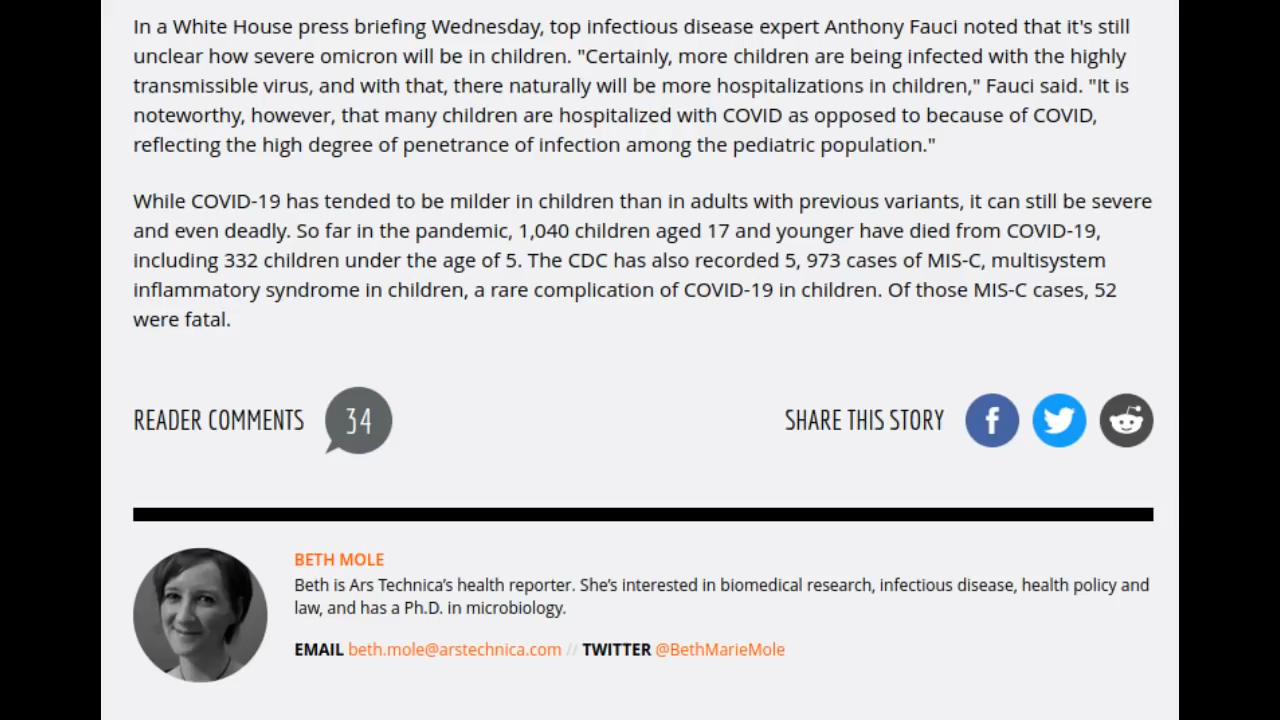 In a White House press briefing Wednesday, top infectious disease expert Anthony Fauci noted that it's still
unclear how severe omicron will be in children. "Certainly, more children are being infected with the highly
transmissible virus, and with that, there naturally will be more hospitalizations in children," Fauci said. "It is
noteworthy, however, that many children are hospitalized with COVID as opposed to because of COVID,
reflecting the high degree of penetrance of infection among the pediatric population."
While COVID-19 has tended to be milder in children than in adults with previous variants, it can still be severe
and even deadly. So far in the pandemic, 1,040 children aged 17 and younger have died from COVID-19,
including 332 children under the age of 5. The CDC has also recorded 5, 973 cases of MIS-C, multisystem
inflammatory syndrome in children, a rare complication of COVID-19 in children. Of those MIS-C cases, 52
were fatal.
READER COMMENTS 34
SHARE THIS STORY
BETH MOLE
Beth is Ars Technica's health reporter. She's interested in biomedical research, infectious disease, health policy and
law, and has a Ph.D. in microbiology.
EMAIL beth.mole@arstechnica.com // TWITTER @BethMarieMole